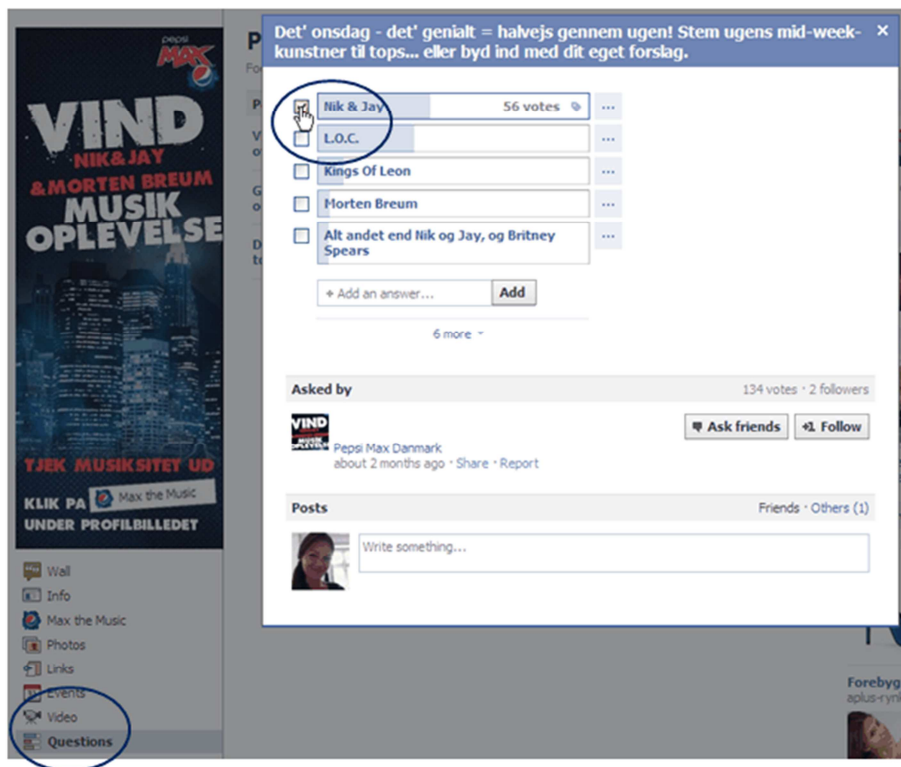 pepsi
MAX
VIND
NIK&JAY
& MORTEN BREUM
MUSIK
OPLEVELSE
TJEK MUSIKSITET UD
KLIK PÅ Max the Music
UNDER PROFILBILLEDET
Wall
Info
Max the Music
Photos
Links
Events
Video
Questions
Det' onsdag - det' genialt = halvejs gennem ugen! Stem ugens mid-week-
kunstner til tops... eller byd ind med dit eget forslag.
Nik & Jay 56 votes
L.O.C.
Kings Of Leon
Morten Breum
Alt andet end Nik og Jay, og Britney
Spears
+ Add an answer... Add
6 more
Asked by 134 votes · 2 followers
VIND
Ask friends +1 Follow
Pepsi Max Danmark
about 2 months ago · Share · Report
Posts Friends · Others (1)
Write something...
Forebyg